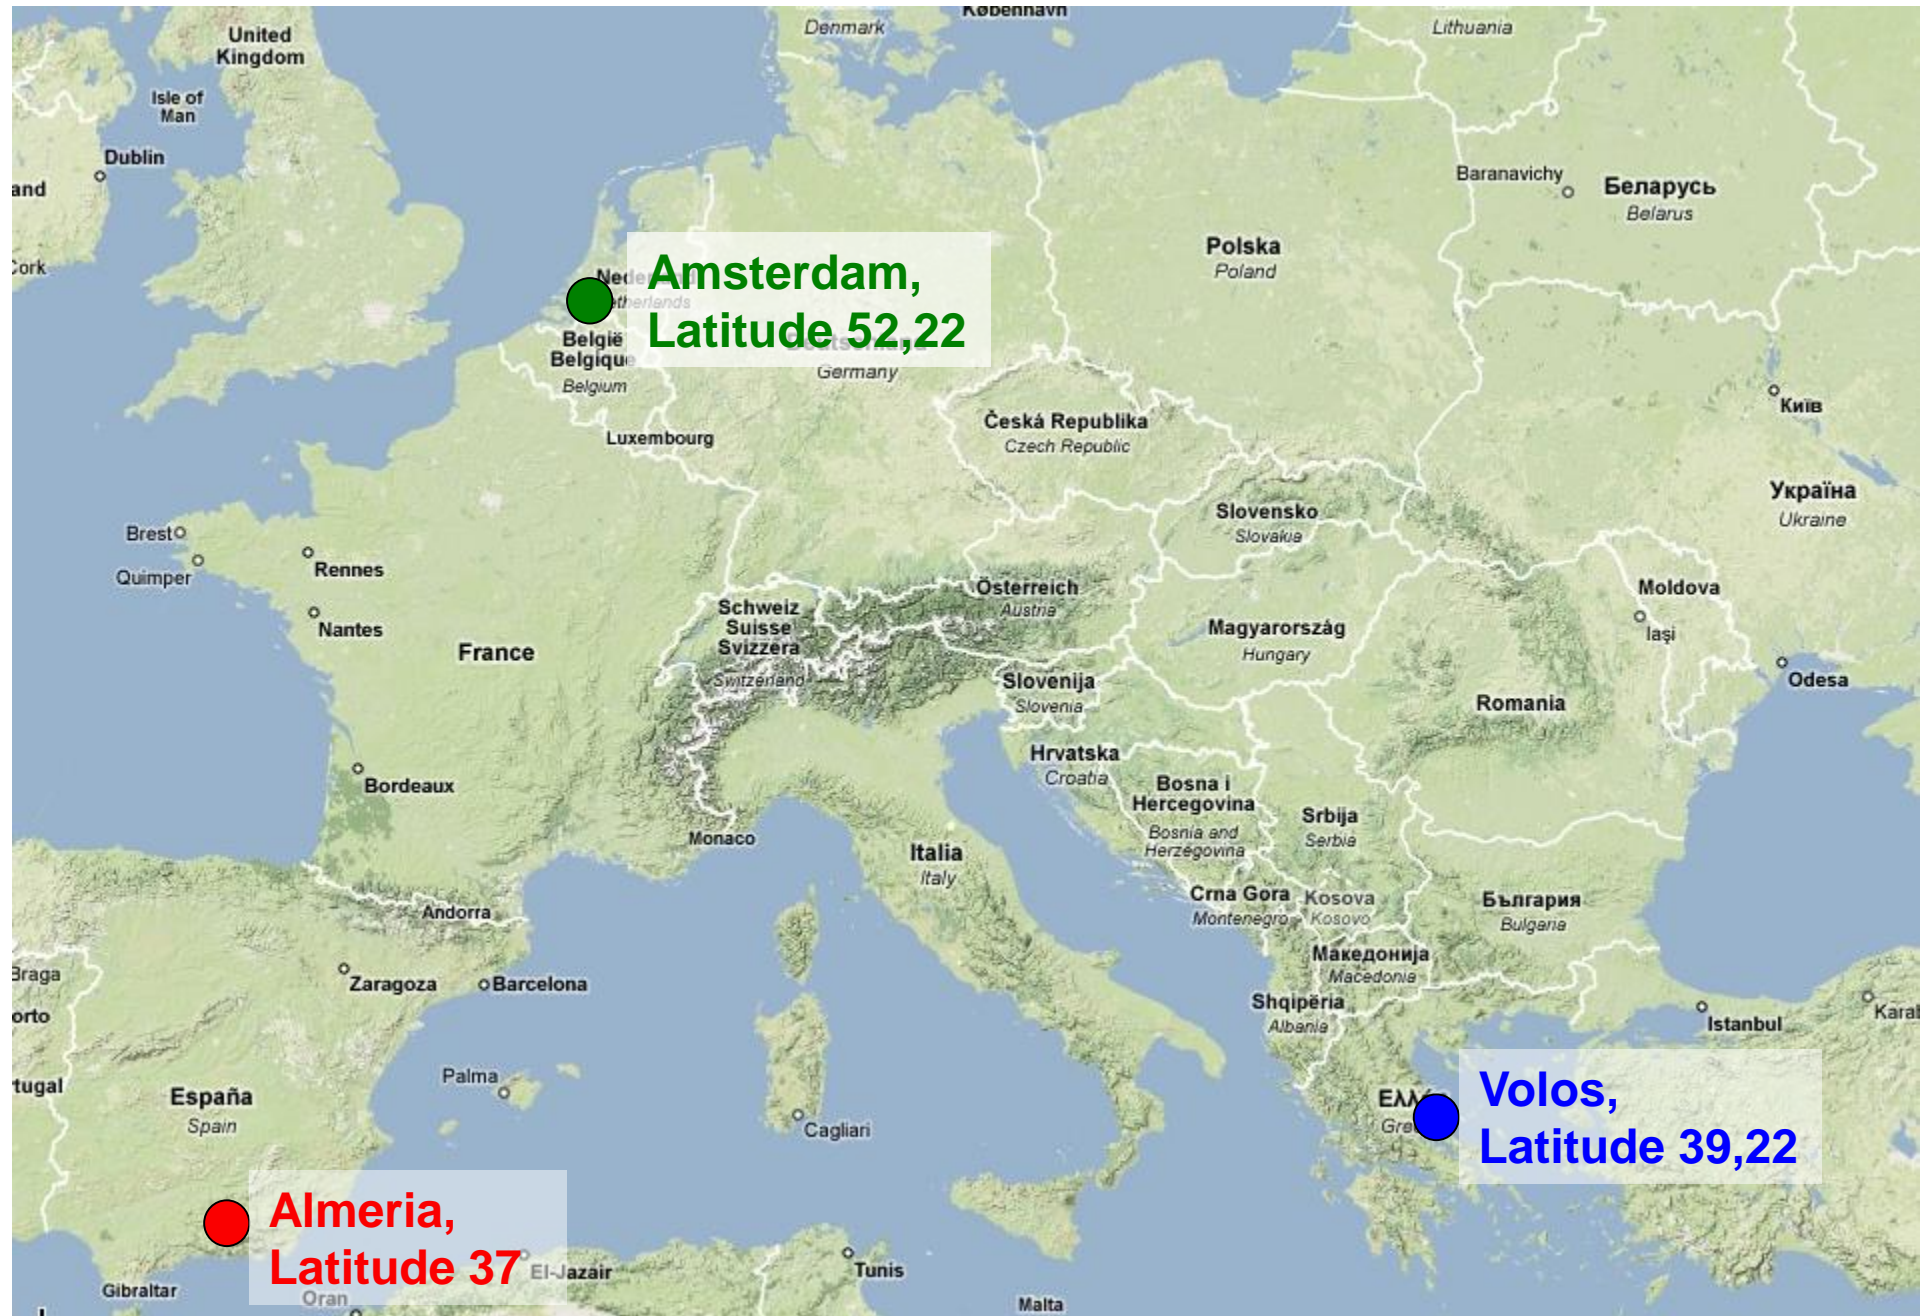 København
Denmark
Lithuania
United
Kingdom
Isle of
Man
Dublin
and
Cork
Baranavichy
Беларусь
Belarus
Polska
Poland
Amsterdam,
Latitude 52,22
België
Belgique
Belgium
Germany
Luxembourg
Česká Republika
Czech Republic
Київ
Україна
Ukraine
Slovensko
Slovakia
Brest
Quimper
Rennes
Nantes
France
Schweiz
Suisse
Svizzera
Switzerland
Österreich
Austria
Magyarország
Hungary
Moldova
Iași
Odesa
Slovenija
Slovenia
Romania
Hrvatska
Croatia
Bosna i
Hercegovina
Bosnia and
Herzegovina
Srbija
Serbia
Bordeaux
Monaco
Italia
Italy
Andorra
Crna Gora
Montenegro
Kosova
Kosovo
България
Bulgaria
Македонија
Macedonia
Braga
orto
tugal
Zaragoza
Barcelona
Shqipëria
Albania
Istanbul
Karab
España
Spain
Palma
Cagliari
Volos,
Latitude 39,22
Almeria,
Latitude 37
El-Jazair
Tunis
Gibraltar
Oran
Malta